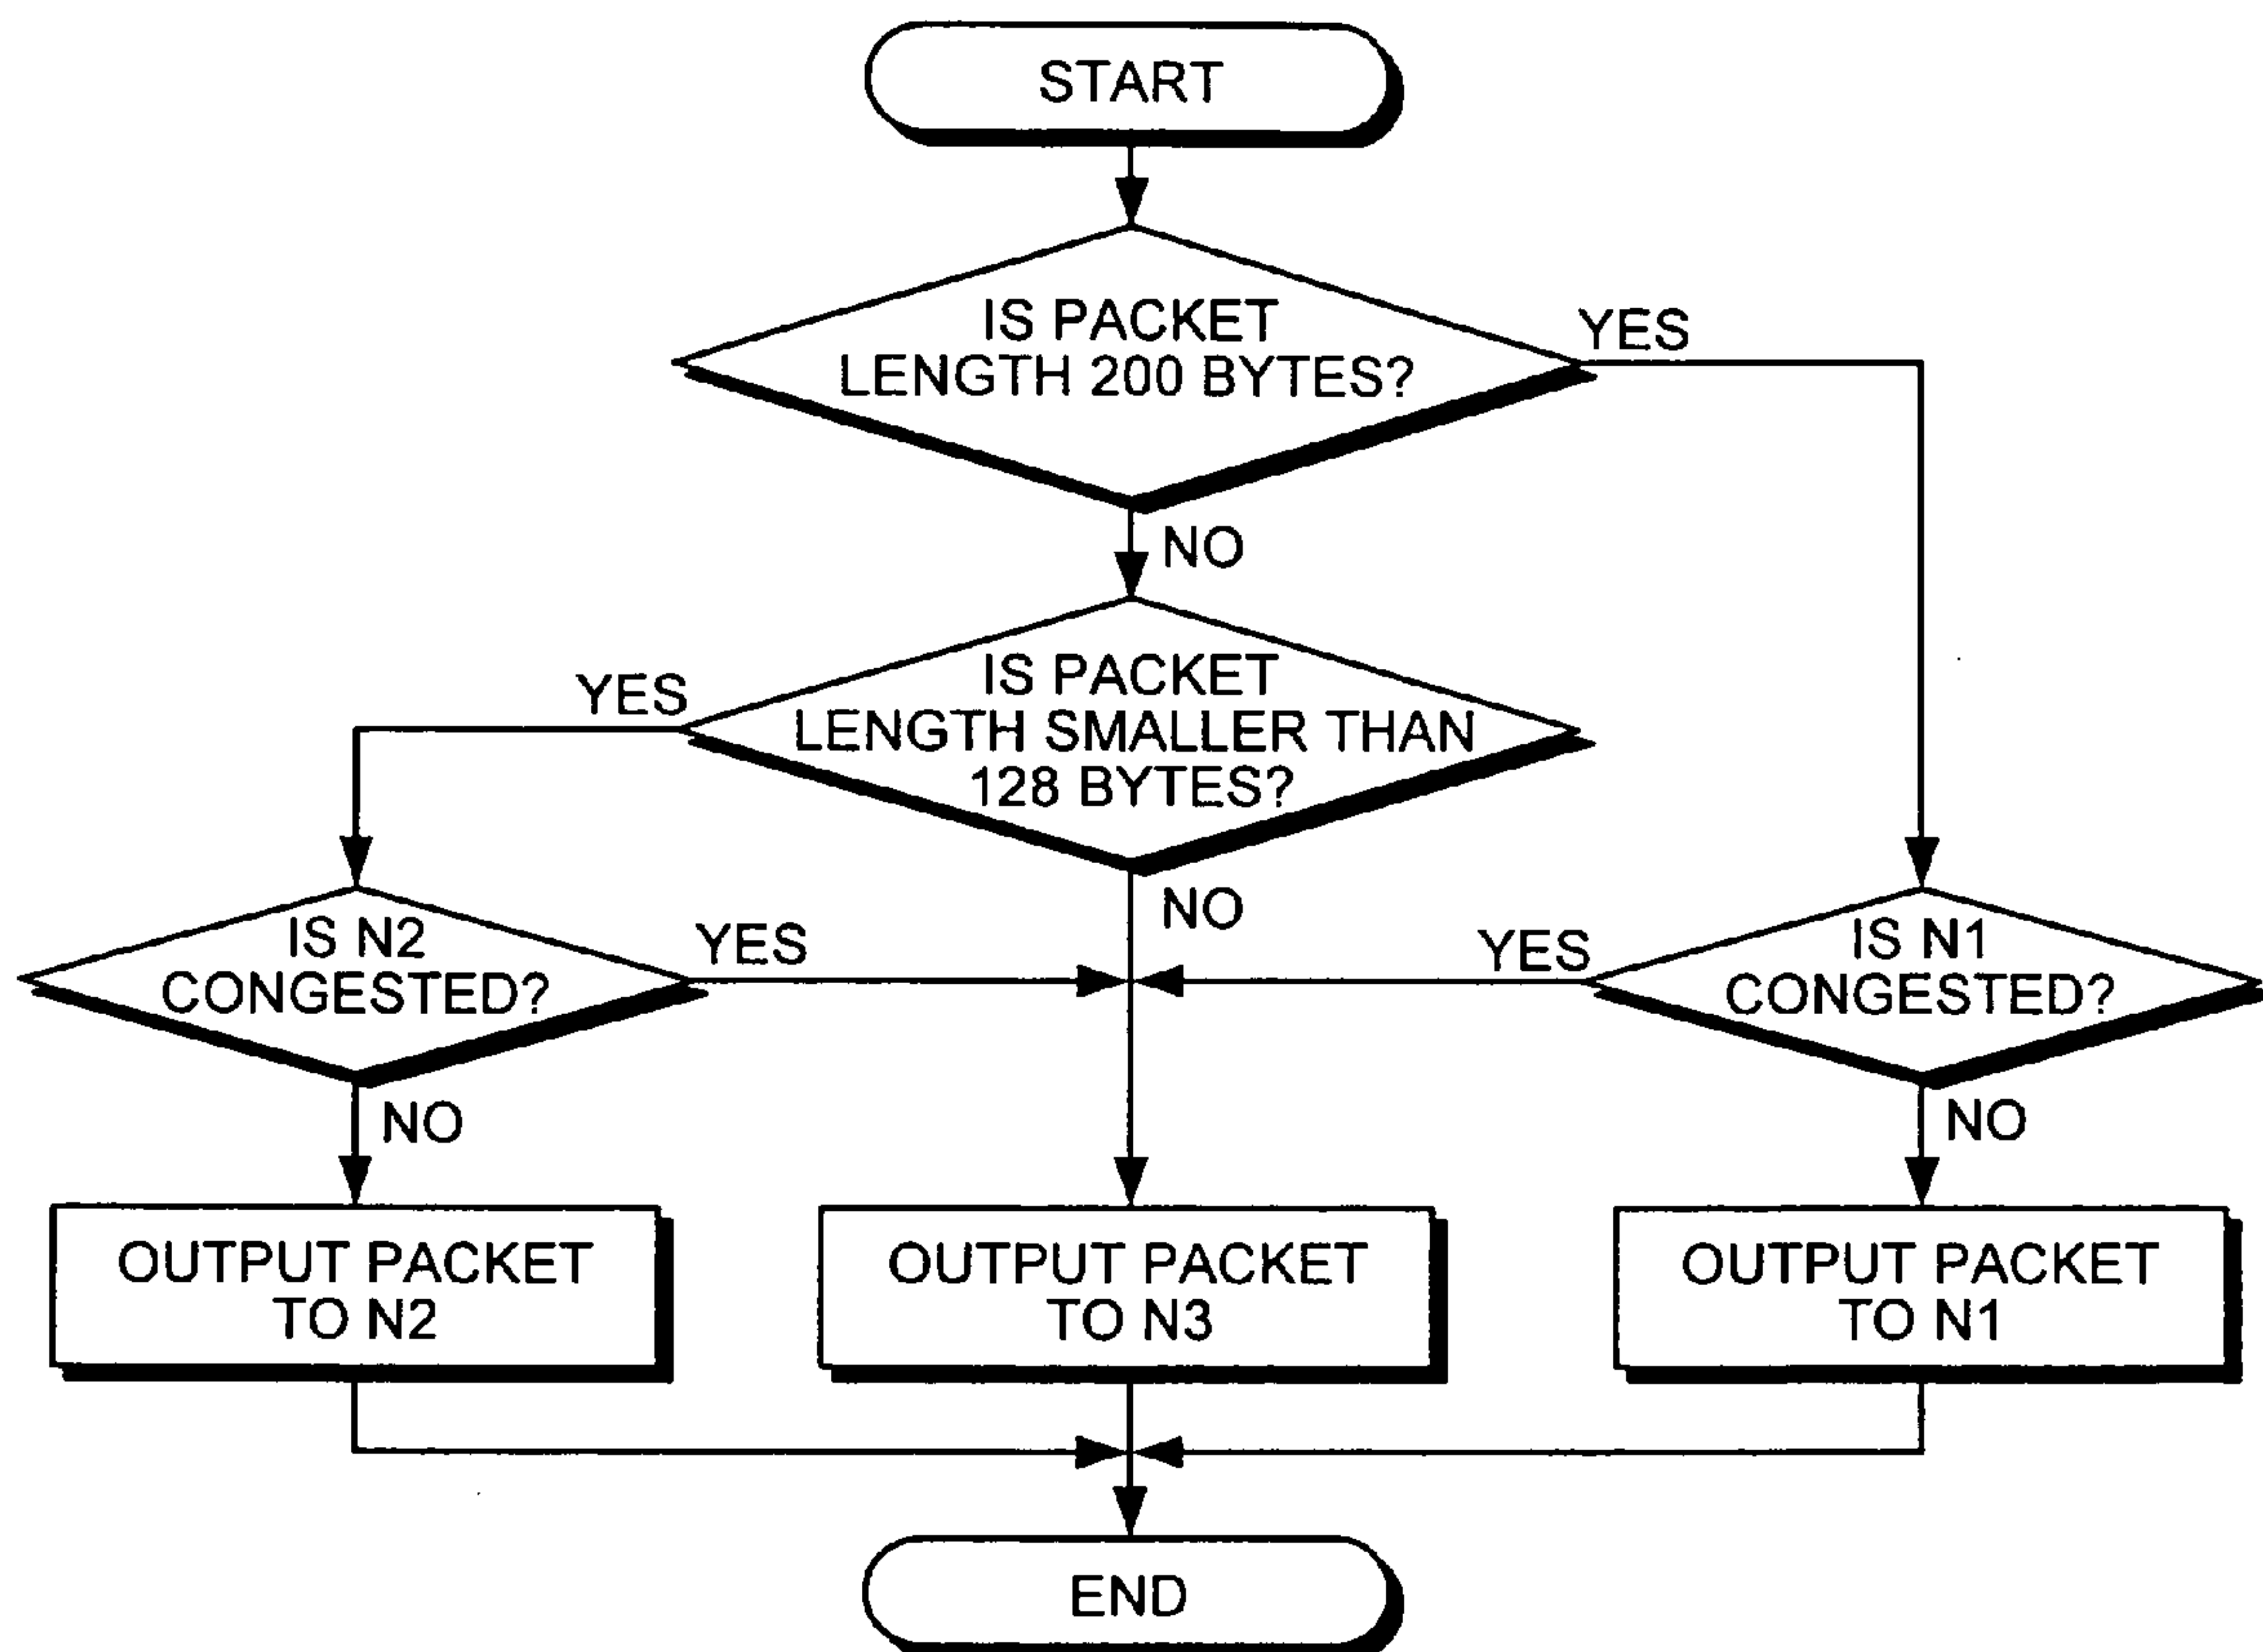 START
IS PACKET
LENGTH 200 BYTES?
YES
NO
IS PACKET
LENGTH SMALLER THAN
128 BYTES?
YES
NO
IS N2
CONGESTED?
YES
NO
IS N1
CONGESTED?
YES
NO
OUTPUT PACKET
TO N2
OUTPUT PACKET
TO N3
OUTPUT PACKET
TO N1
END